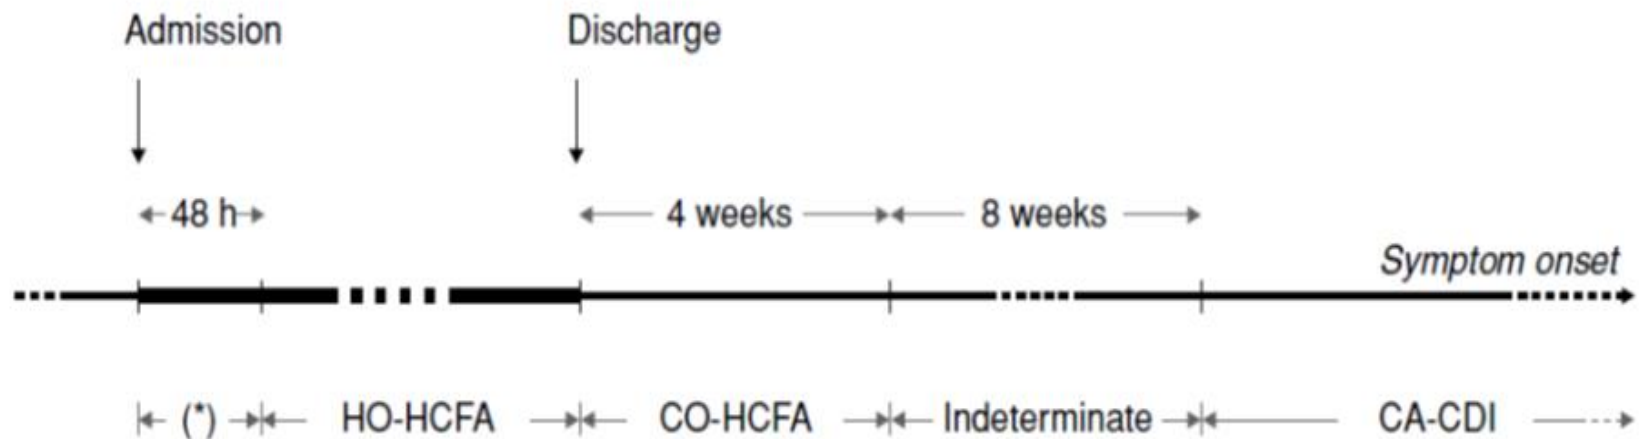 Admission Discharge
48 h 4 weeks 8 weeks
Symptom onset
(*) HO-HCFA CO-HCFA Indeterminate CA-CDI